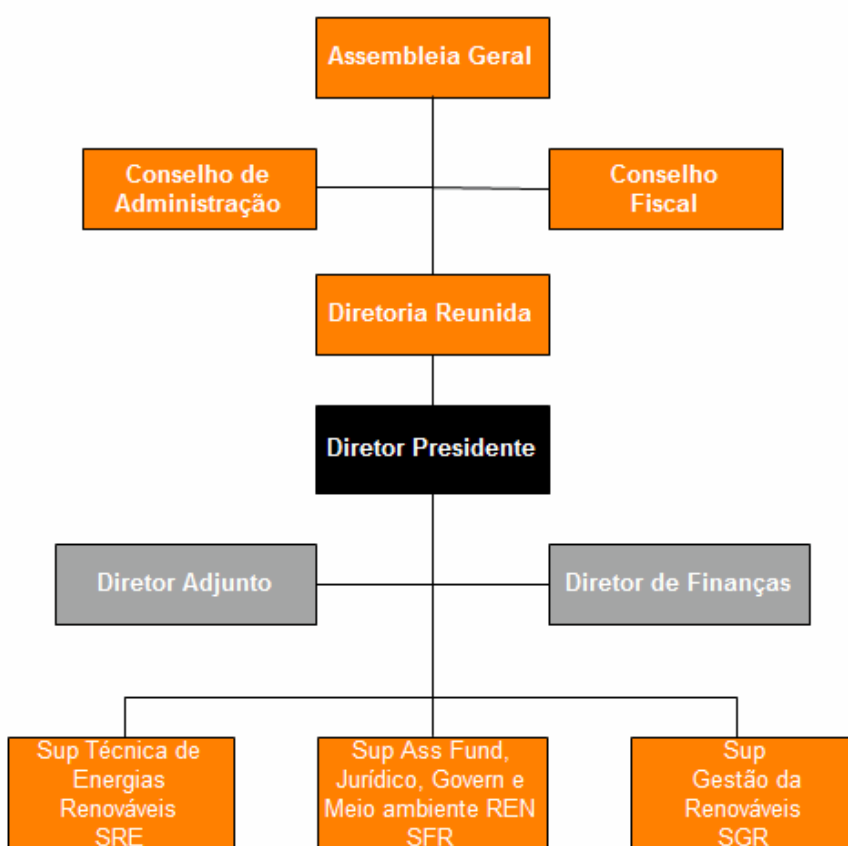 Assembleia Geral
Conselho de
Administração
Conselho
Fiscal
Diretoria Reunida
Diretor Presidente
Diretor Adjunto
Diretor de Finanças
Sup Técnica de
Energias
Renováveis
SRE
Sup Ass Fund,
Jurídico, Govern e
Meio ambiente REN
SFR
Sup
Gestão da
Renováveis
SGR